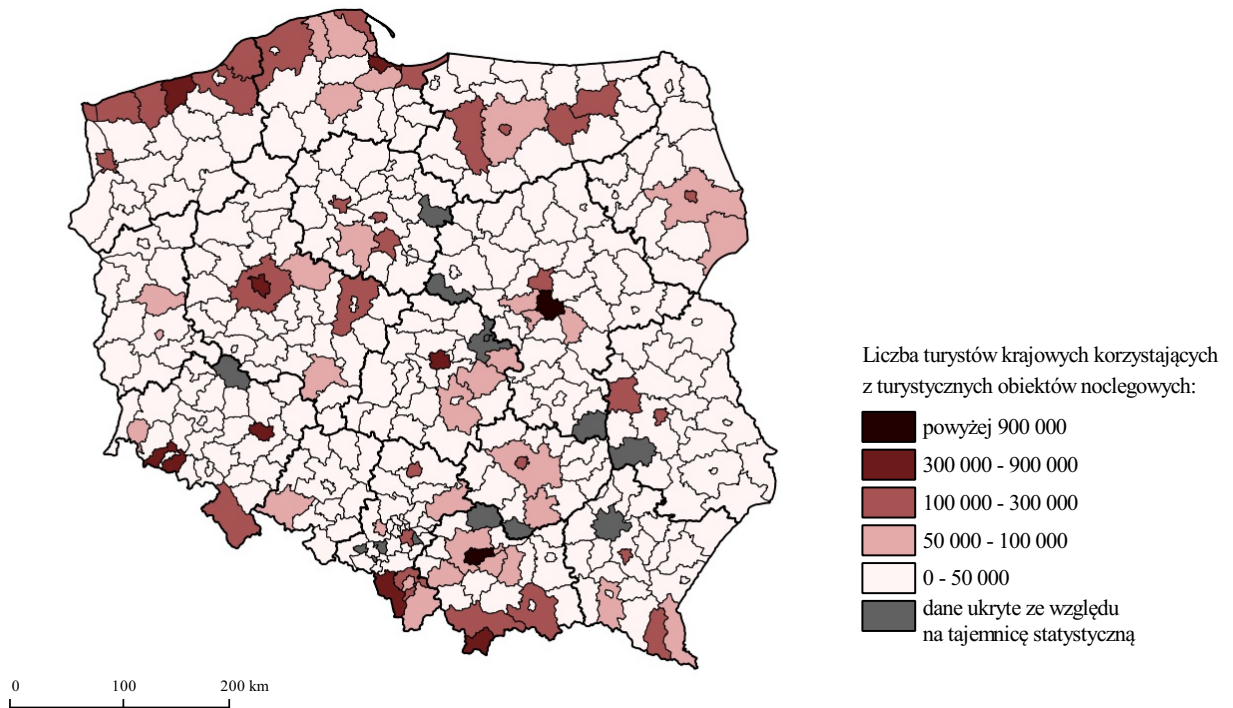 Liczba turystów krajowych korzystających
z turystycznych obiektów noclegowych:
powyżej 900 000
300 000 - 900 000
100 000 - 300 000
50 000 - 100 000
0 - 50 000
dane ukryte ze względu
na tajemnicę statystyczną
0 100 200 km